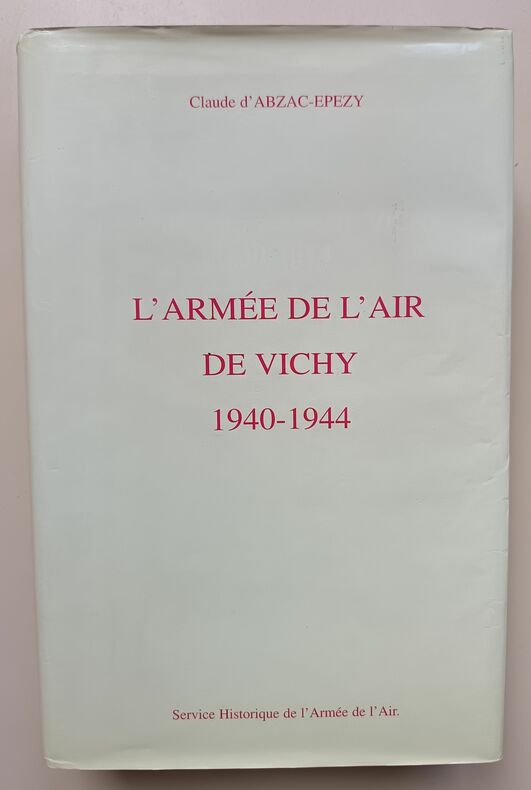 Claude d'ABZAC-EPEZY
L'ARMÉE DE L'AIR
DE VICHY
1940-1944
Service Historique de l'Armée de l'Air.